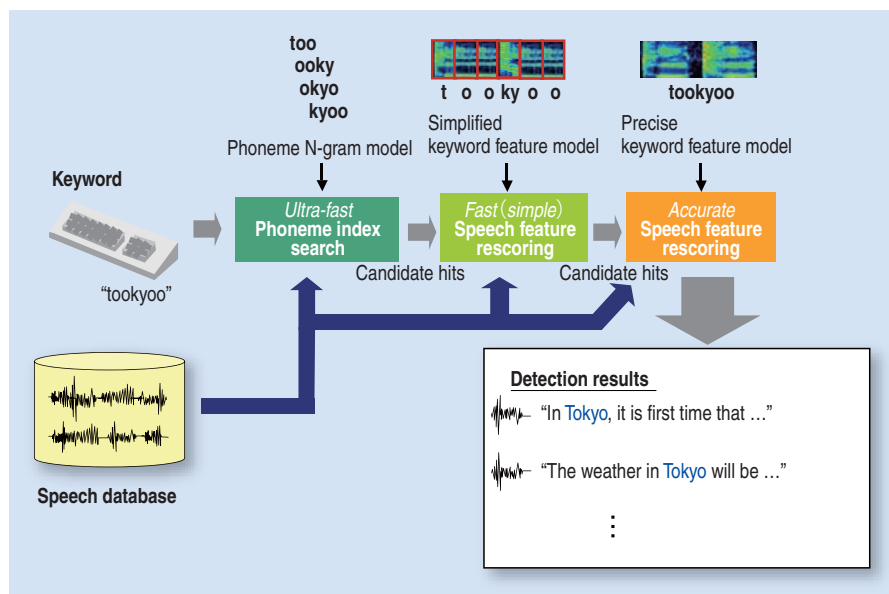 too
ooky
okyo
kyoo
t o o ky o o
tookyoo
Phoneme N-gram model
Simplified
keyword feature model
Precise
keyword feature model
Keyword
Ultra-fast
Phoneme index
search
Fast (simple)
Speech feature
rescoring
Accurate
Speech feature
rescoring
Candidate hits
Candidate hits
“tookyoo”
Speech database
Detection results
“In Tokyo, it is first time that ...”
“The weather in Tokyo will be ...”
⋮